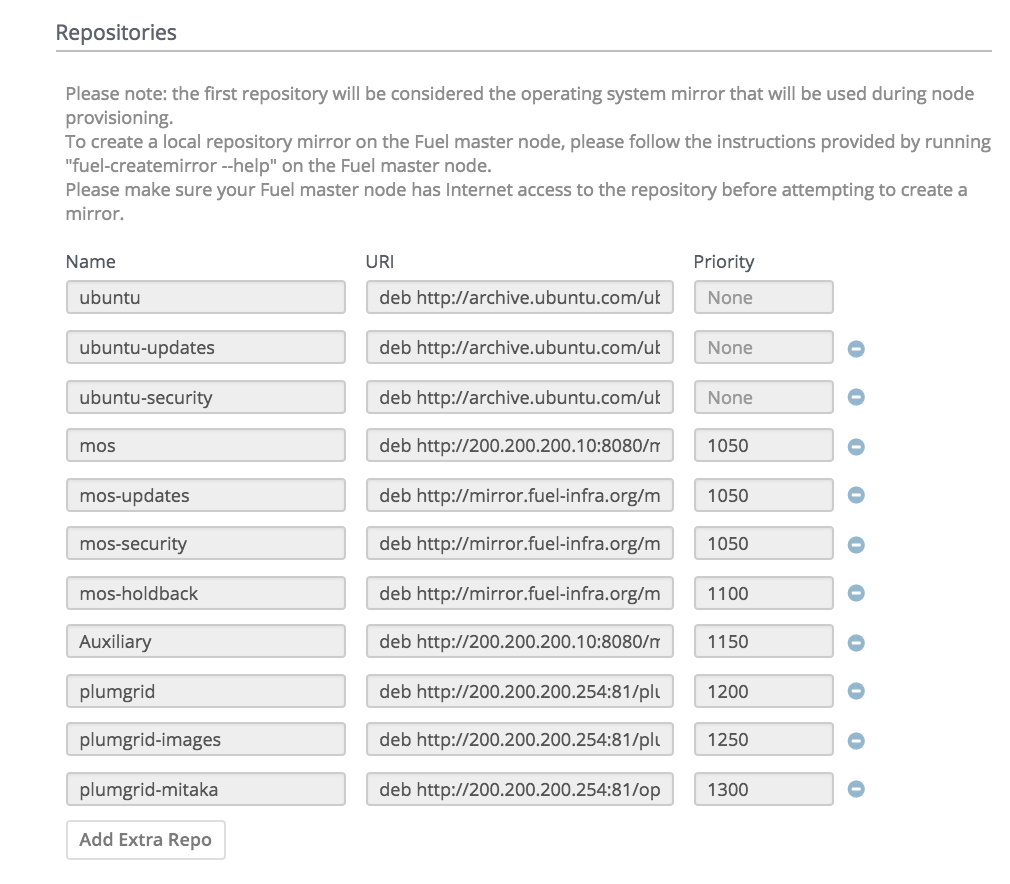 Repositories
Please note: the first repository will be considered the operating system mirror that will be used during node
provisioning.
To create a local repository mirror on the Fuel master node, please follow the instructions provided by running
"fuel-createmirror --help" on the Fuel master node.
Please make sure your Fuel master node has Internet access to the repository before attempting to create a
mirror.
Name URI Priority
ubuntu deb http://archive.ubuntu.com/ub None
ubuntu-updates deb http://archive.ubuntu.com/ub None
ubuntu-security deb http://archive.ubuntu.com/ub None
mos deb http://200.200.200.10:8080/m 1050
mos-updates deb http://mirror.fuel-infra.org/m 1050
mos-security deb http://mirror.fuel-infra.org/m 1050
mos-holdback deb http://mirror.fuel-infra.org/m 1100
Auxiliary deb http://200.200.200.10:8080/m 1150
plumgrid deb http://200.200.200.254:81/plu 1200
plumgrid-images deb http://200.200.200.254:81/plu 1250
plumgrid-mitaka deb http://200.200.200.254:81/op 1300
Add Extra Repo